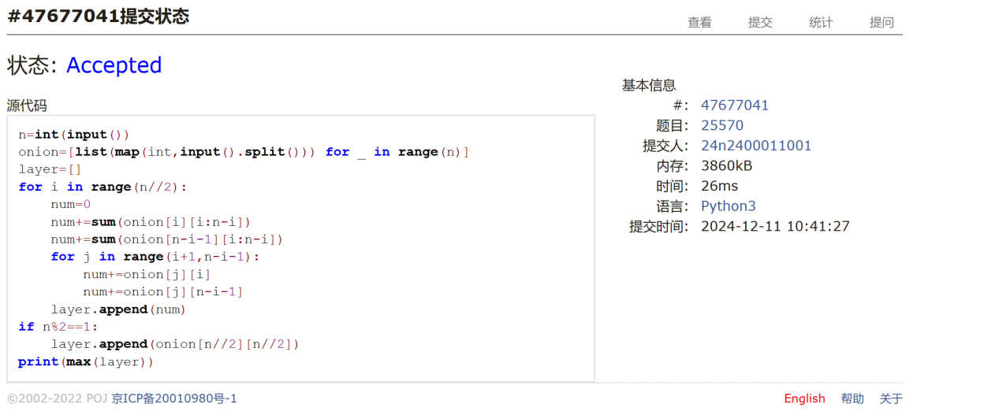 #47677041提交状态
查看 提交 统计 提问
状态: Accepted
源代码
n=int(input())
onion=[list(map(int,input().split())) for _ in range(n)]
layer=[]
for i in range(n//2):
    num=0
    num+=sum(onion[i][i:n-i])
    num+=sum(onion[n-i-1][i:n-i])
    for j in range(i+1,n-i-1):
        num+=onion[j][i]
        num+=onion[j][n-i-1]
    layer.append(num)
if n%2==1:
    layer.append(onion[n//2][n//2])
print(max(layer))
基本信息
#: 47677041
题目: 25570
提交人: 24n2400011001
内存: 3860kB
时间: 26ms
语言: Python3
提交时间: 2024-12-11 10:41:27
©2002-2022 POJ 京ICP备20010980号-1
English 帮助 关于